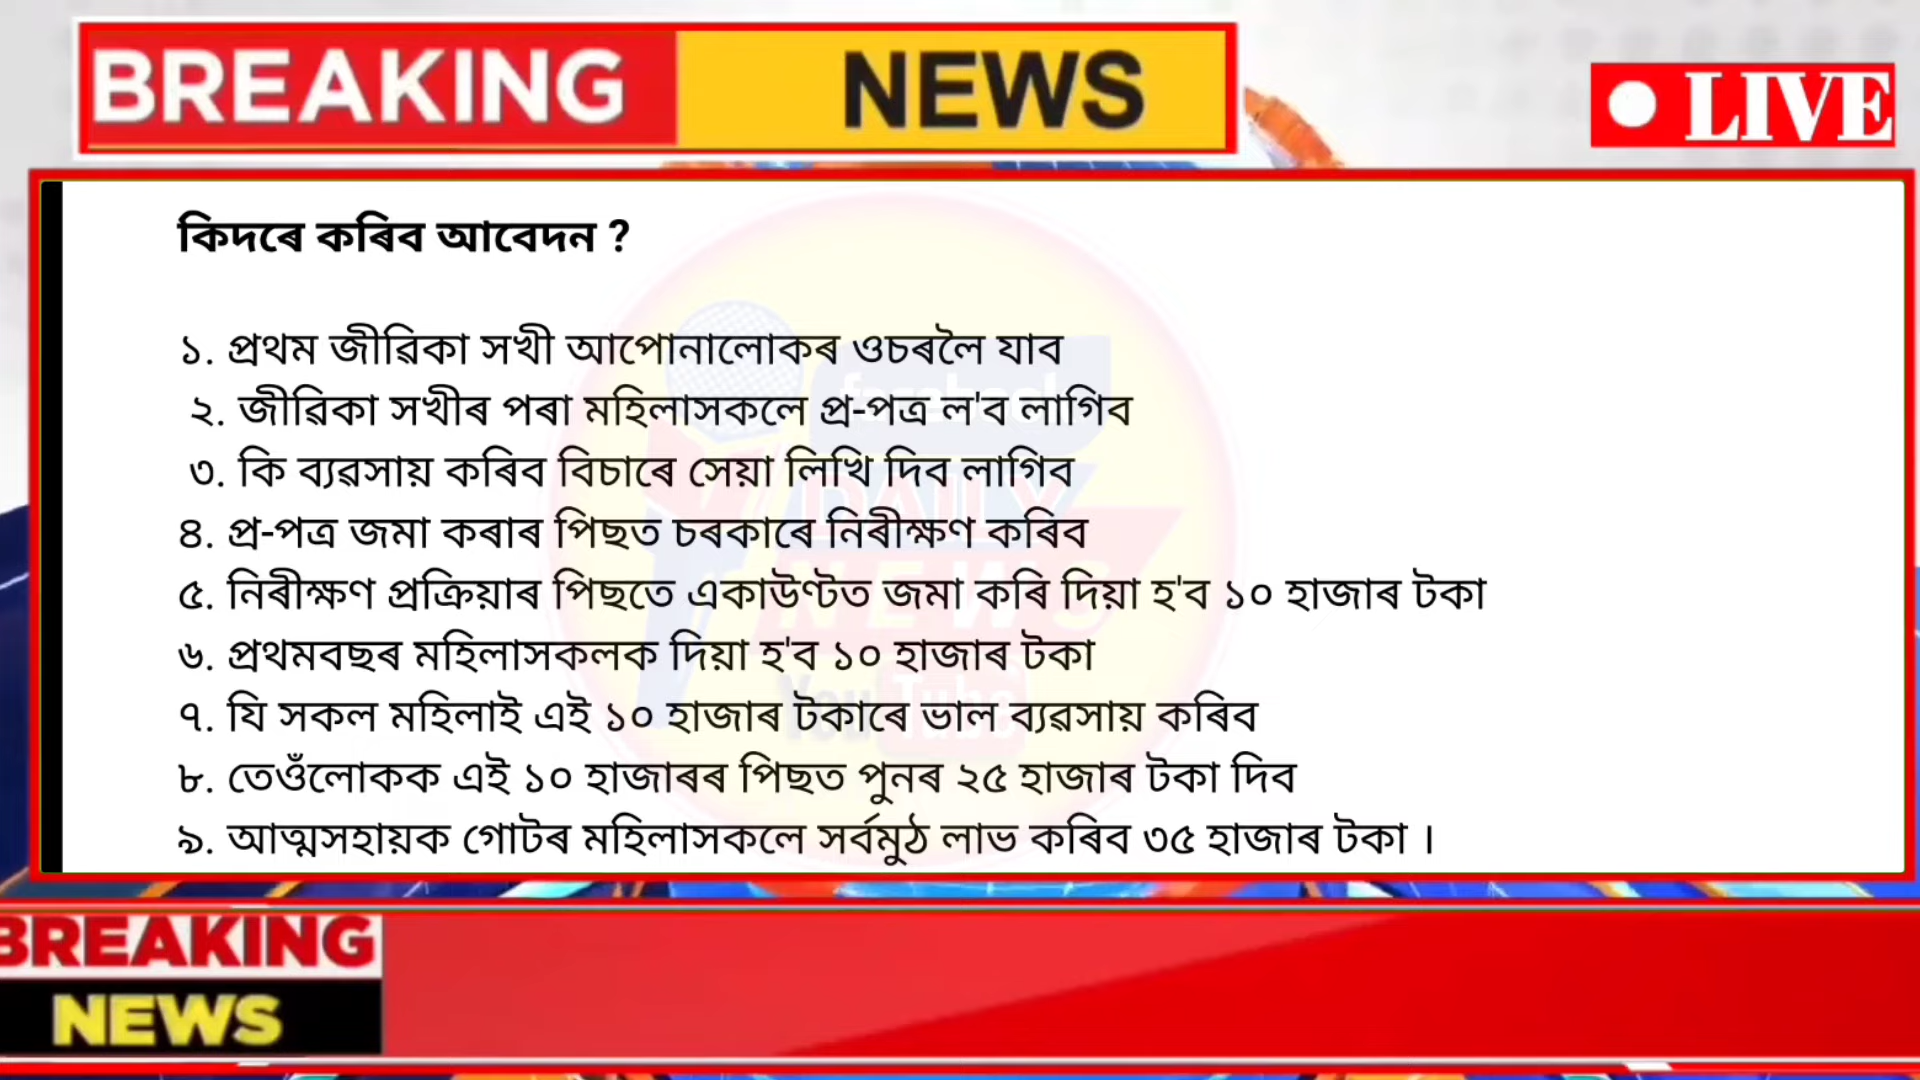 BREAKING NEWS
LIVE
কিদৰে কৰিব আবেদন ?
১. প্ৰথম জীৱিকা সখী আপোনালোকৰ ওচৰলৈ যাব
২. জীৱিকা সখীৰ পৰা মহিলাসকলে প্ৰ-পত্ৰ ল'ব লাগিব
৩. কি ব্যৱসায় কৰিব বিচাৰে সেয়া লিখি দিব লাগিব
৪. প্ৰ-পত্ৰ জমা কৰাৰ পিছত চৰকাৰে নিৰীক্ষণ কৰিব
৫. নিৰীক্ষণ প্ৰক্ৰিয়াৰ পিছতে একাউণ্টত জমা কৰি দিয়া হ'ব ১০ হাজাৰ টকা
৬. প্ৰথমবছৰ মহিলাসকলক দিয়া হ'ব ১০ হাজাৰ টকা
৭. যি সকল মহিলাই এই ১০ হাজাৰ টকাৰে ভাল ব্যৱসায় কৰিব
৮. তেওঁলোকক এই ১০ হাজাৰৰ পিছত পুনৰ ২৫ হাজাৰ টকা দিব
৯. আত্মসহায়ক গোটৰ মহিলাসকলে সৰ্বমুঠ লাভ কৰিব ৩৫ হাজাৰ টকা ।
facebook
DAILY
NEWS
YouTube
BREAKING
NEWS